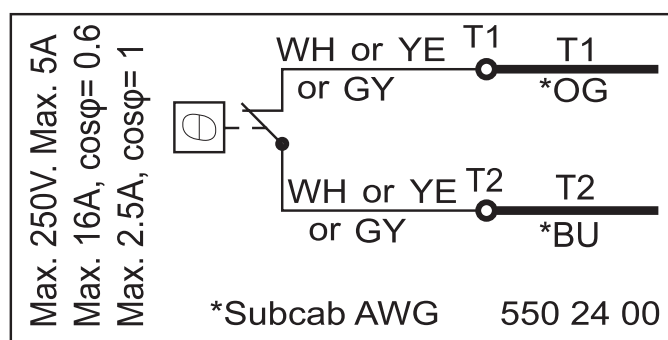 Max. 250V. Max. 5A
Max. 16A, cosφ= 0.6
Max. 2.5A, cosφ= 1
θ
WH or YE
or GY
T1
T1
*OG
WH or YE
or GY
T2
T2
*BU
*Subcab AWG
550 24 00